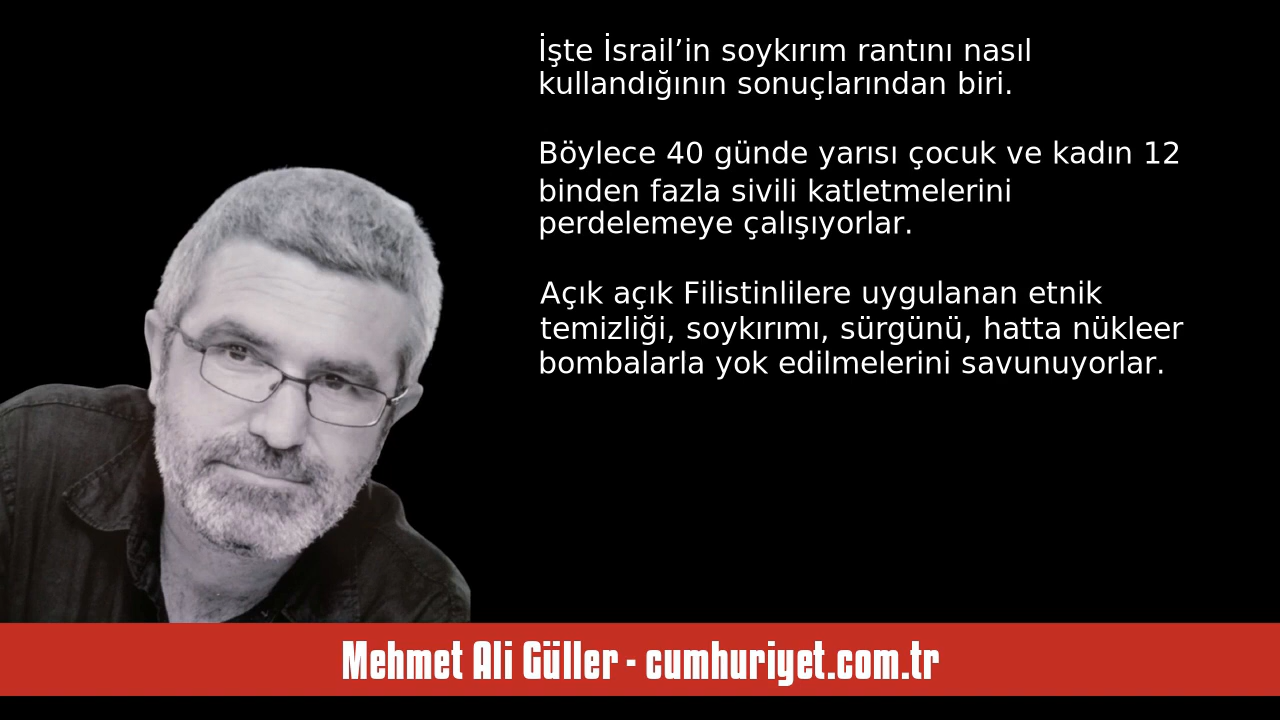 İşte İsrail’in soykırım rantını nasıl
kullandığının sonuçlarından biri.
Böylece 40 günde yarısı çocuk ve kadın 12
binden fazla sivili katletmelerini
perdelemeye çalışıyorlar.
Açık açık Filistinlilere uygulanan etnik
temizliği, soykırımı, sürgünü, hatta nükleer
bombalarla yok edilmelerini savunuyorlar.
Mehmet Ali Güller - cumhuriyet.com.tr